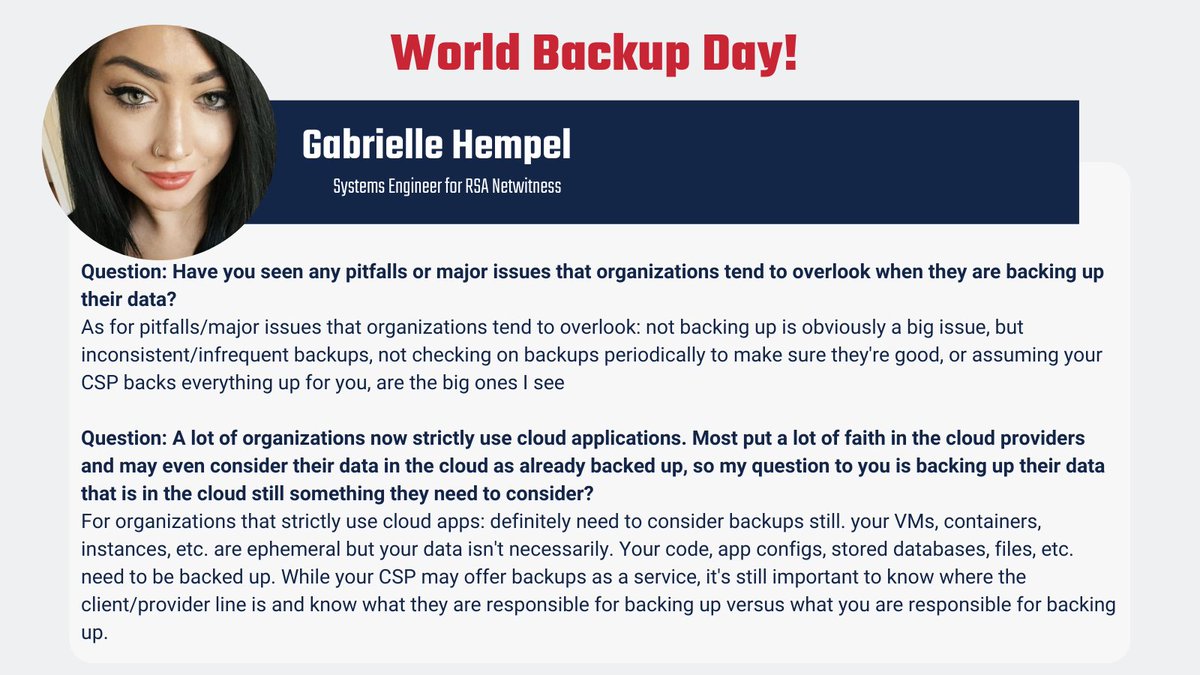 World Backup Day!
Gabrielle Hempel
Systems Engineer for RSA Netwitness
Question: Have you seen any pitfalls or major issues that organizations tend to overlook when they are backing up
their data?
As for pitfalls/major issues that organizations tend to overlook: not backing up is obviously a big issue, but
inconsistent/infrequent backups, not checking on backups periodically to make sure they're good, or assuming your
CSP backs everything up for you, are the big ones I see
Question: A lot of organizations now strictly use cloud applications. Most put a lot of faith in the cloud providers
and may even consider their data in the cloud as already backed up, so my question to you is backing up their data
that is in the cloud still something they need to consider?
For organizations that strictly use cloud apps: definitely need to consider backups still. your VMs, containers,
instances, etc. are ephemeral but your data isn't necessarily. Your code, app configs, stored databases, files, etc.
need to be backed up. While your CSP may offer backups as a service, it's still important to know where the
client/provider line is and know what they are responsible for backing up versus what you are responsible for backing
up.